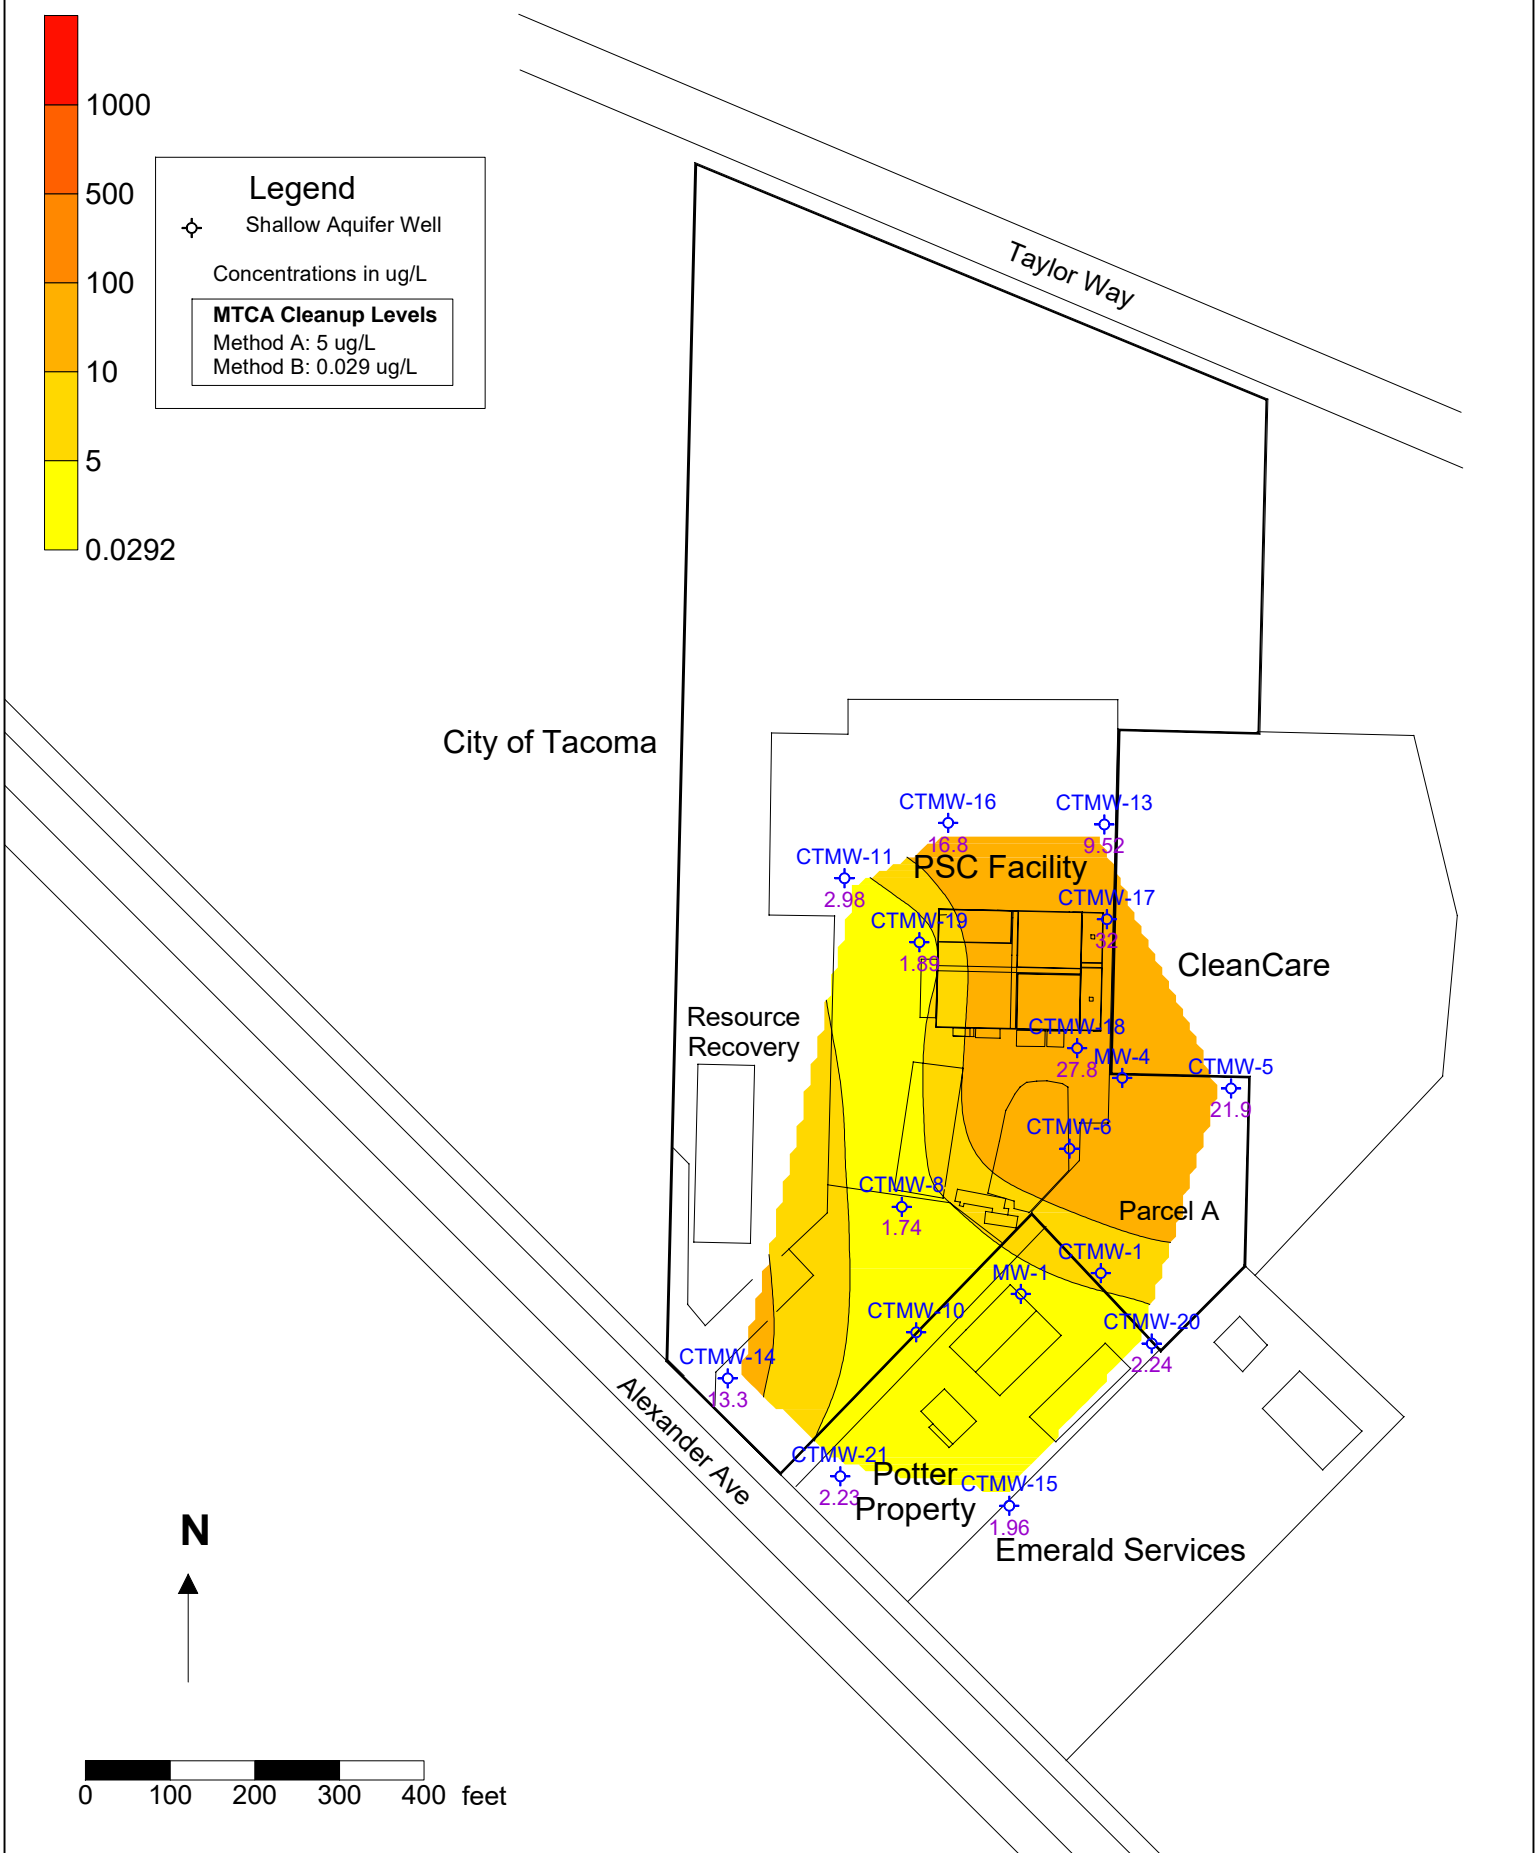 1000
500
100
10
5
0.0292
Legend
Shallow Aquifer Well
Concentrations in ug/L
MTCA Cleanup Levels
Method A: 5 ug/L
Method B: 0.029 ug/L
Taylor Way
City of Tacoma
CTMW-16
16.8
CTMW-13
9.52
PSC Facility
CTMW-11
2.98
CTMW-17
32
CTMW-19
1.89
CleanCare
Resource
Recovery
CTMW-18
27.8
MW-4
CTMW-5
21.9
CTMW-6
CTMW-8
1.74
Parcel A
CTMW-1
MW-1
CTMW-10
CTMW-20
2.24
CTMW-14
13.3
Alexander Ave
CTMW-21
2.23
Potter
Property
CTMW-15
1.96
Emerald Services
N
0 100 200 300 400 feet